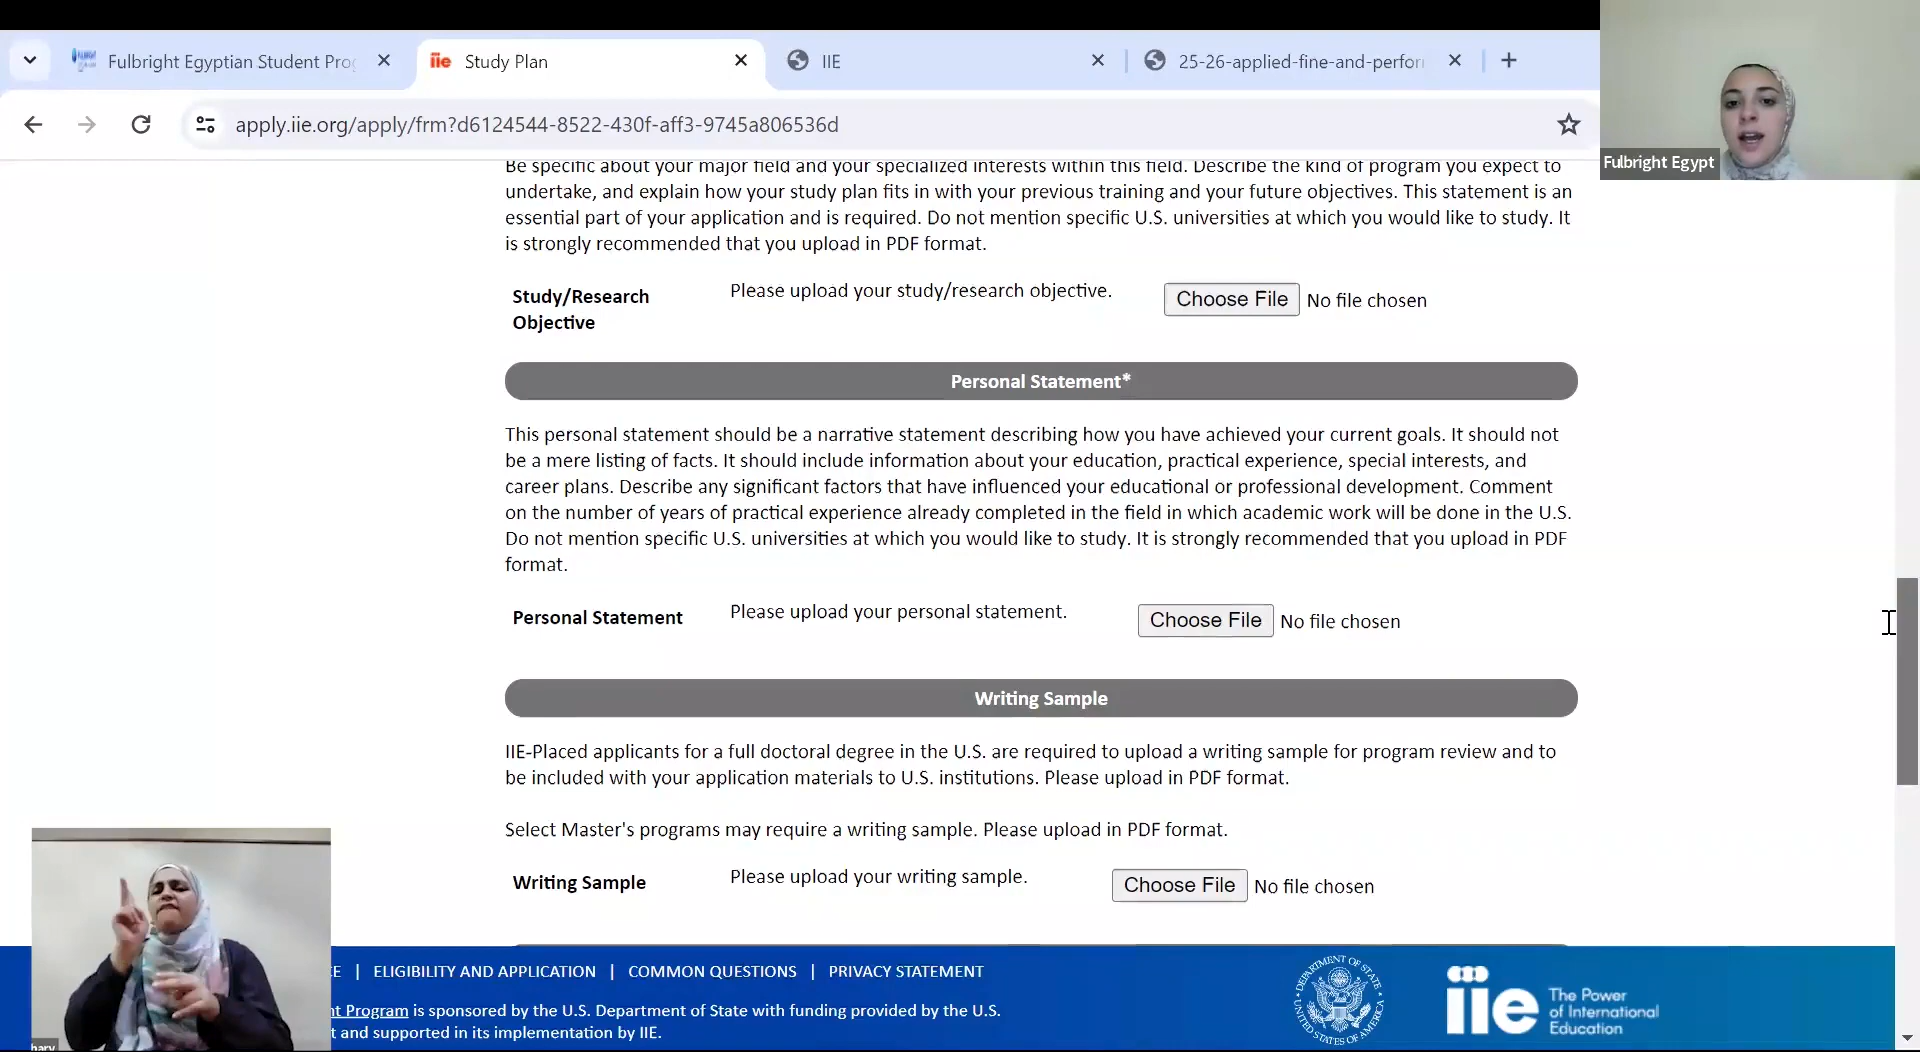 Fulbright Egyptian Student Prog
Study Plan
IIE
25-26-applied-fine-and-perfor
apply.iie.org/apply/frm?d6124544-8522-430f-aff3-9745a806536d
Fulbright Egypt
Be specific about your major field and your specialized interests within this field. Describe the kind of program you expect to
undertake, and explain how your study plan fits in with your previous training and your future objectives. This statement is an
essential part of your application and is required. Do not mention specific U.S. universities at which you would like to study. It
is strongly recommended that you upload in PDF format.
Study/Research
Objective
Please upload your study/research objective.
Choose File No file chosen
Personal Statement*
This personal statement should be a narrative statement describing how you have achieved your current goals. It should not
be a mere listing of facts. It should include information about your education, practical experience, special interests, and
career plans. Describe any significant factors that have influenced your educational or professional development. Comment
on the number of years of practical experience already completed in the field in which academic work will be done in the U.S.
Do not mention specific U.S. universities at which you would like to study. It is strongly recommended that you upload in PDF
format.
Personal Statement
Please upload your personal statement.
Choose File No file chosen
Writing Sample
IIE-Placed applicants for a full doctoral degree in the U.S. are required to upload a writing sample for program review and to
be included with your application materials to U.S. institutions. Please upload in PDF format.
Select Master's programs may require a writing sample. Please upload in PDF format.
Writing Sample
Please upload your writing sample.
Choose File No file chosen
CE | ELIGIBILITY AND APPLICATION | COMMON QUESTIONS | PRIVACY STATEMENT
nt Program is sponsored by the U.S. Department of State with funding provided by the U.S.
t and supported in its implementation by IIE.
DEPARTMENT OF STATE
UNITED STATES OF AMERICA
iie
The Power
of International
Education
hary